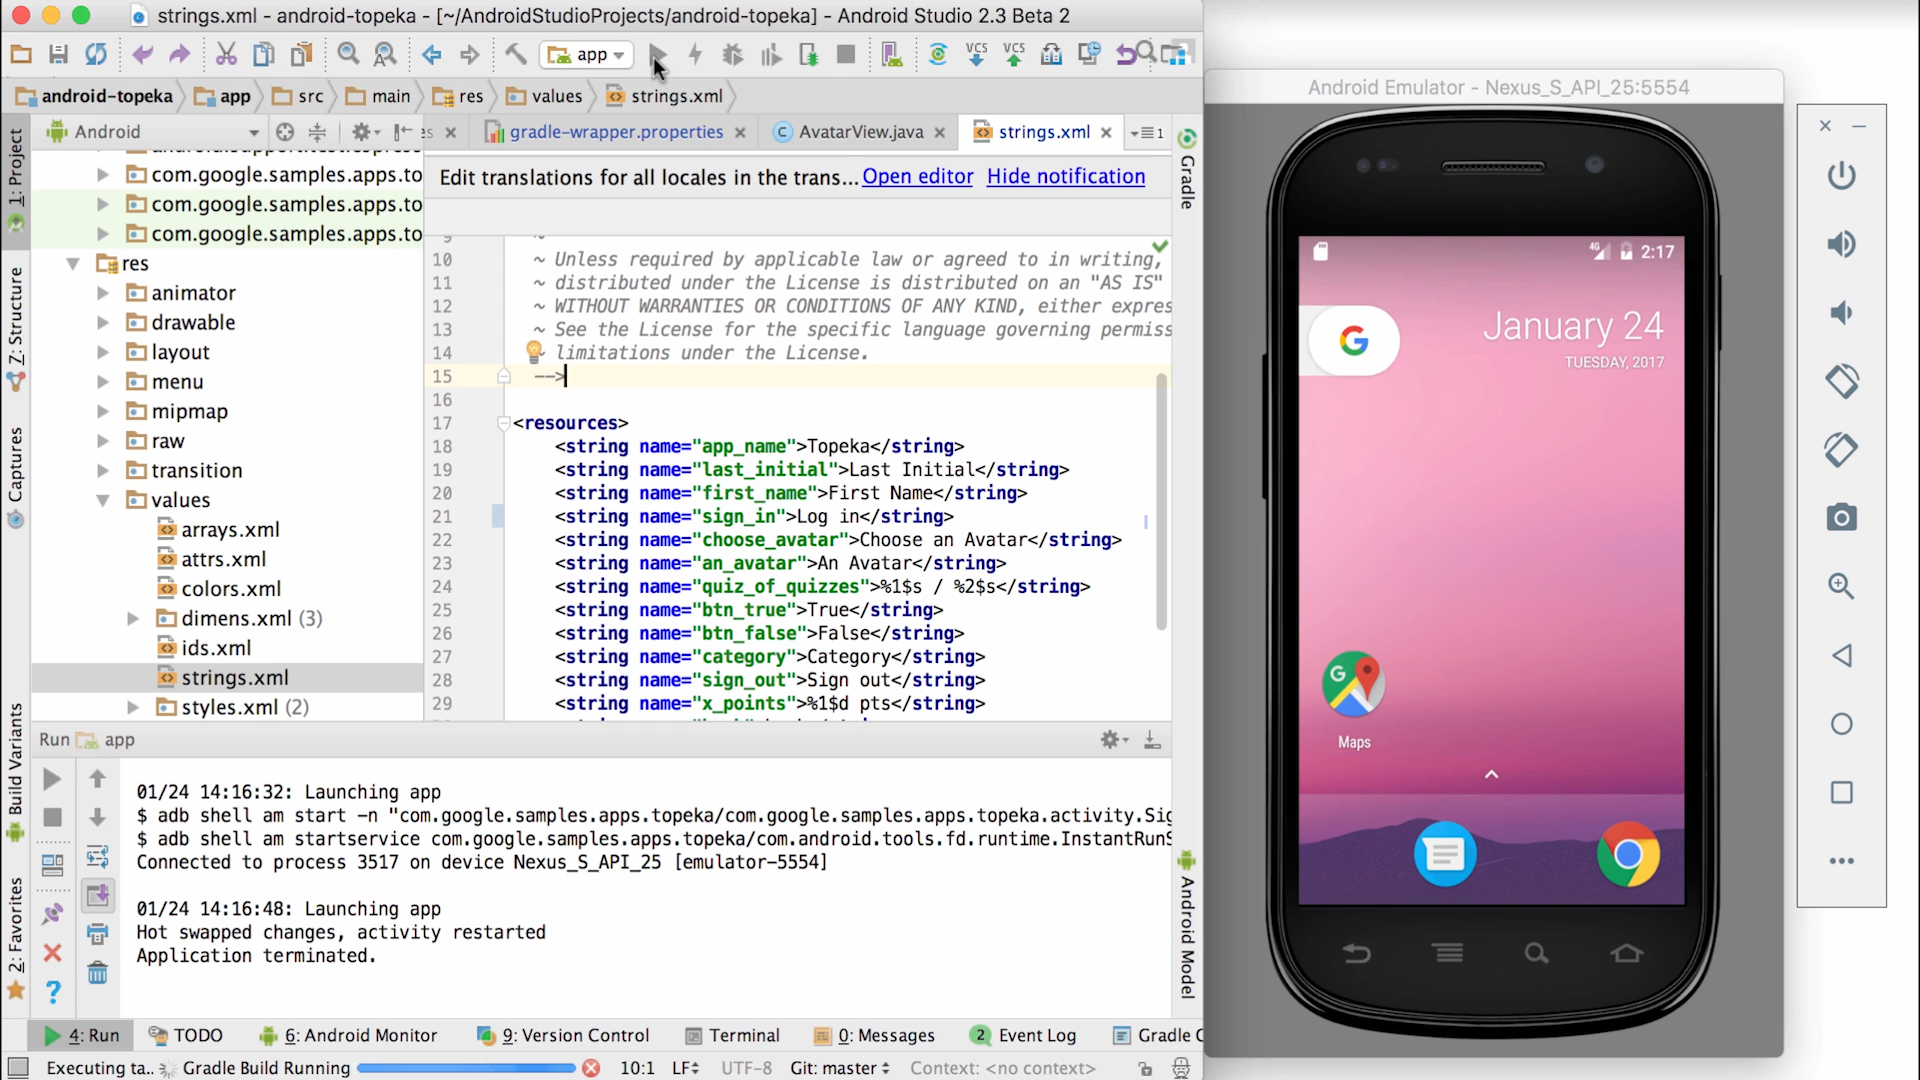 strings.xml - android-topeka - [~/AndroidStudioProjects/android-topeka] - Android Studio 2.3 Beta 2
app
VCS VCS
android-topeka app src main res values strings.xml
Android
es gradle-wrapper.properties AvatarView.java strings.xml 1
Edit translations for all locales in the trans... Open editor Hide notification
1: Project
Z: Structure
Captures
Build Variants
2: Favorites
com.google.samples.apps.to
com.google.samples.apps.to
com.google.samples.apps.to
res
animator
drawable
layout
menu
mipmap
raw
transition
values
arrays.xml
attrs.xml
colors.xml
dimens.xml (3)
ids.xml
strings.xml
styles.xml (2)
9 ~
10 ~ Unless required by applicable law or agreed to in writing,
11 ~ distributed under the License is distributed on an "AS IS"
12 ~ WITHOUT WARRANTIES OR CONDITIONS OF ANY KIND, either expres
13 ~ See the License for the specific language governing permiss
14 ~ limitations under the License.
15 -->
16
17 <resources>
18 <string name="app_name">Topeka</string>
19 <string name="last_initial">Last Initial</string>
20 <string name="first_name">First Name</string>
21 <string name="sign_in">Log in</string>
22 <string name="choose_avatar">Choose an Avatar</string>
23 <string name="an_avatar">An Avatar</string>
24 <string name="quiz_of_quizzes">%1$s / %2$s</string>
25 <string name="btn_true">True</string>
26 <string name="btn_false">False</string>
27 <string name="category">Category</string>
28 <string name="sign_out">Sign out</string>
29 <string name="x_points">%1$d pts</string>
Gradle
Android Model
Run app
01/24 14:16:32: Launching app
$ adb shell am start -n "com.google.samples.apps.topeka/com.google.samples.apps.topeka.activity.Sig
$ adb shell am startservice com.google.samples.apps.topeka/com.android.tools.fd.runtime.InstantRunS
Connected to process 3517 on device Nexus_S_API_25 [emulator-5554]
01/24 14:16:48: Launching app
Hot swapped changes, activity restarted
Application terminated.
4: Run TODO 6: Android Monitor 9: Version Control Terminal 0: Messages 2 Event Log Gradle C
Executing ta.. Gradle Build Running 10:1 LF UTF-8 Git: master Context: <no context>
Android Emulator - Nexus_S_API_25:5554
4G 2:17
G
January 24
TUESDAY, 2017
Maps